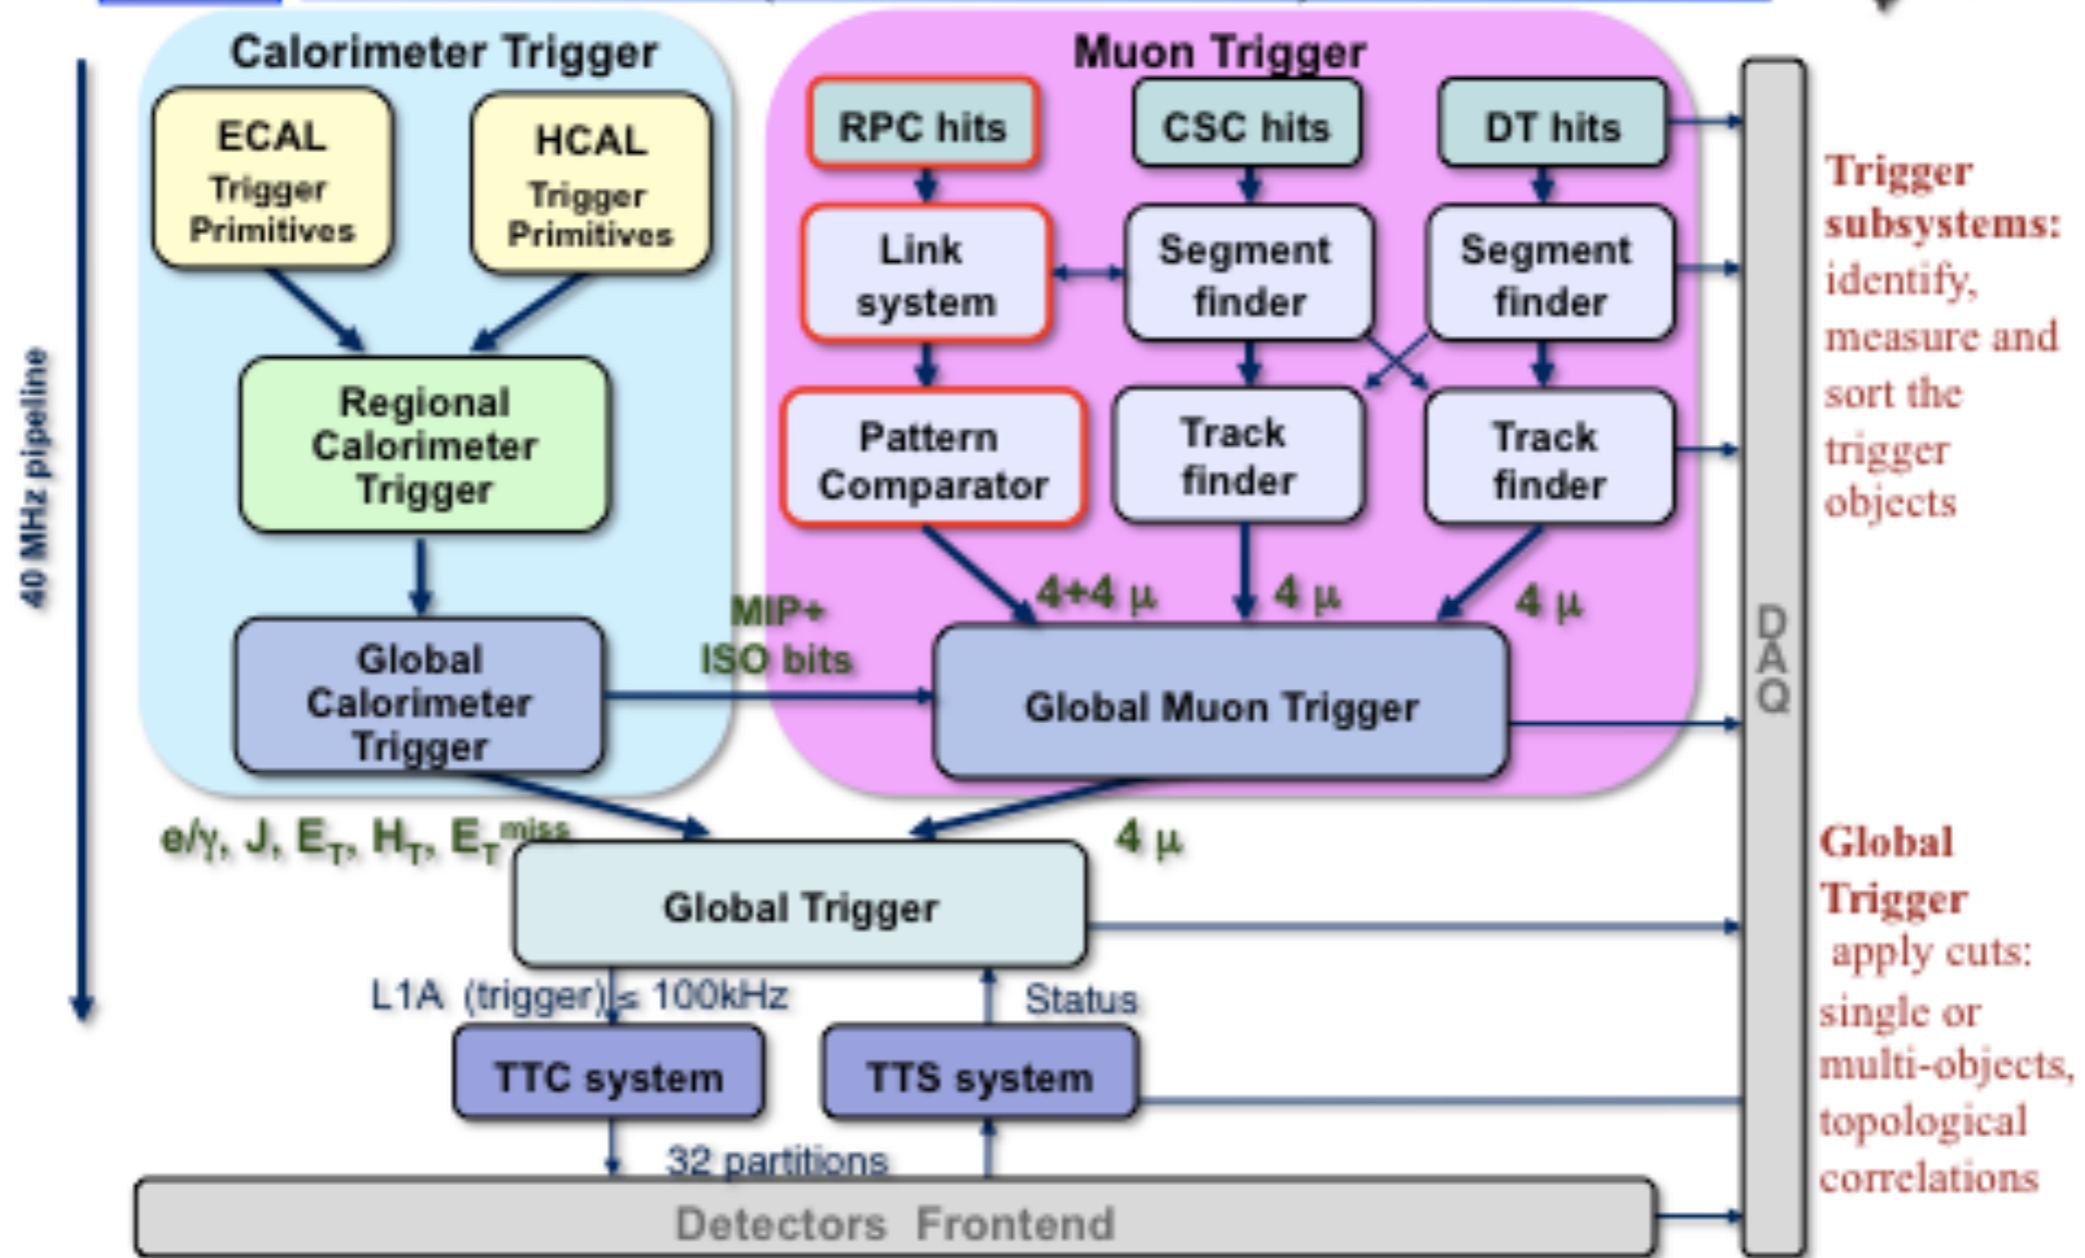 Calorimeter Trigger
Muon Trigger
ECAL
Trigger
Primitives
HCAL
Trigger
Primitives
RPC hits
CSC hits
DT hits
Link
system
Segment
finder
Segment
finder
Regional
Calorimeter
Trigger
Pattern
Comparator
Track
finder
Track
finder
40 MHz pipeline
4+4 μ
4 μ
4 μ
MIP+
ISO bits
Global
Calorimeter
Trigger
Global Muon Trigger
e/γ, J, E_T, H_T, E_T^miss
4 μ
Global Trigger
L1A (trigger) ≤ 100kHz
Status
TTC system
TTS system
32 partitions
Detectors Frontend
DAQ
Trigger
subsystems:
identify,
measure and
sort the
trigger
objects
Global
Trigger
apply cuts:
single or
multi-objects,
topological
correlations